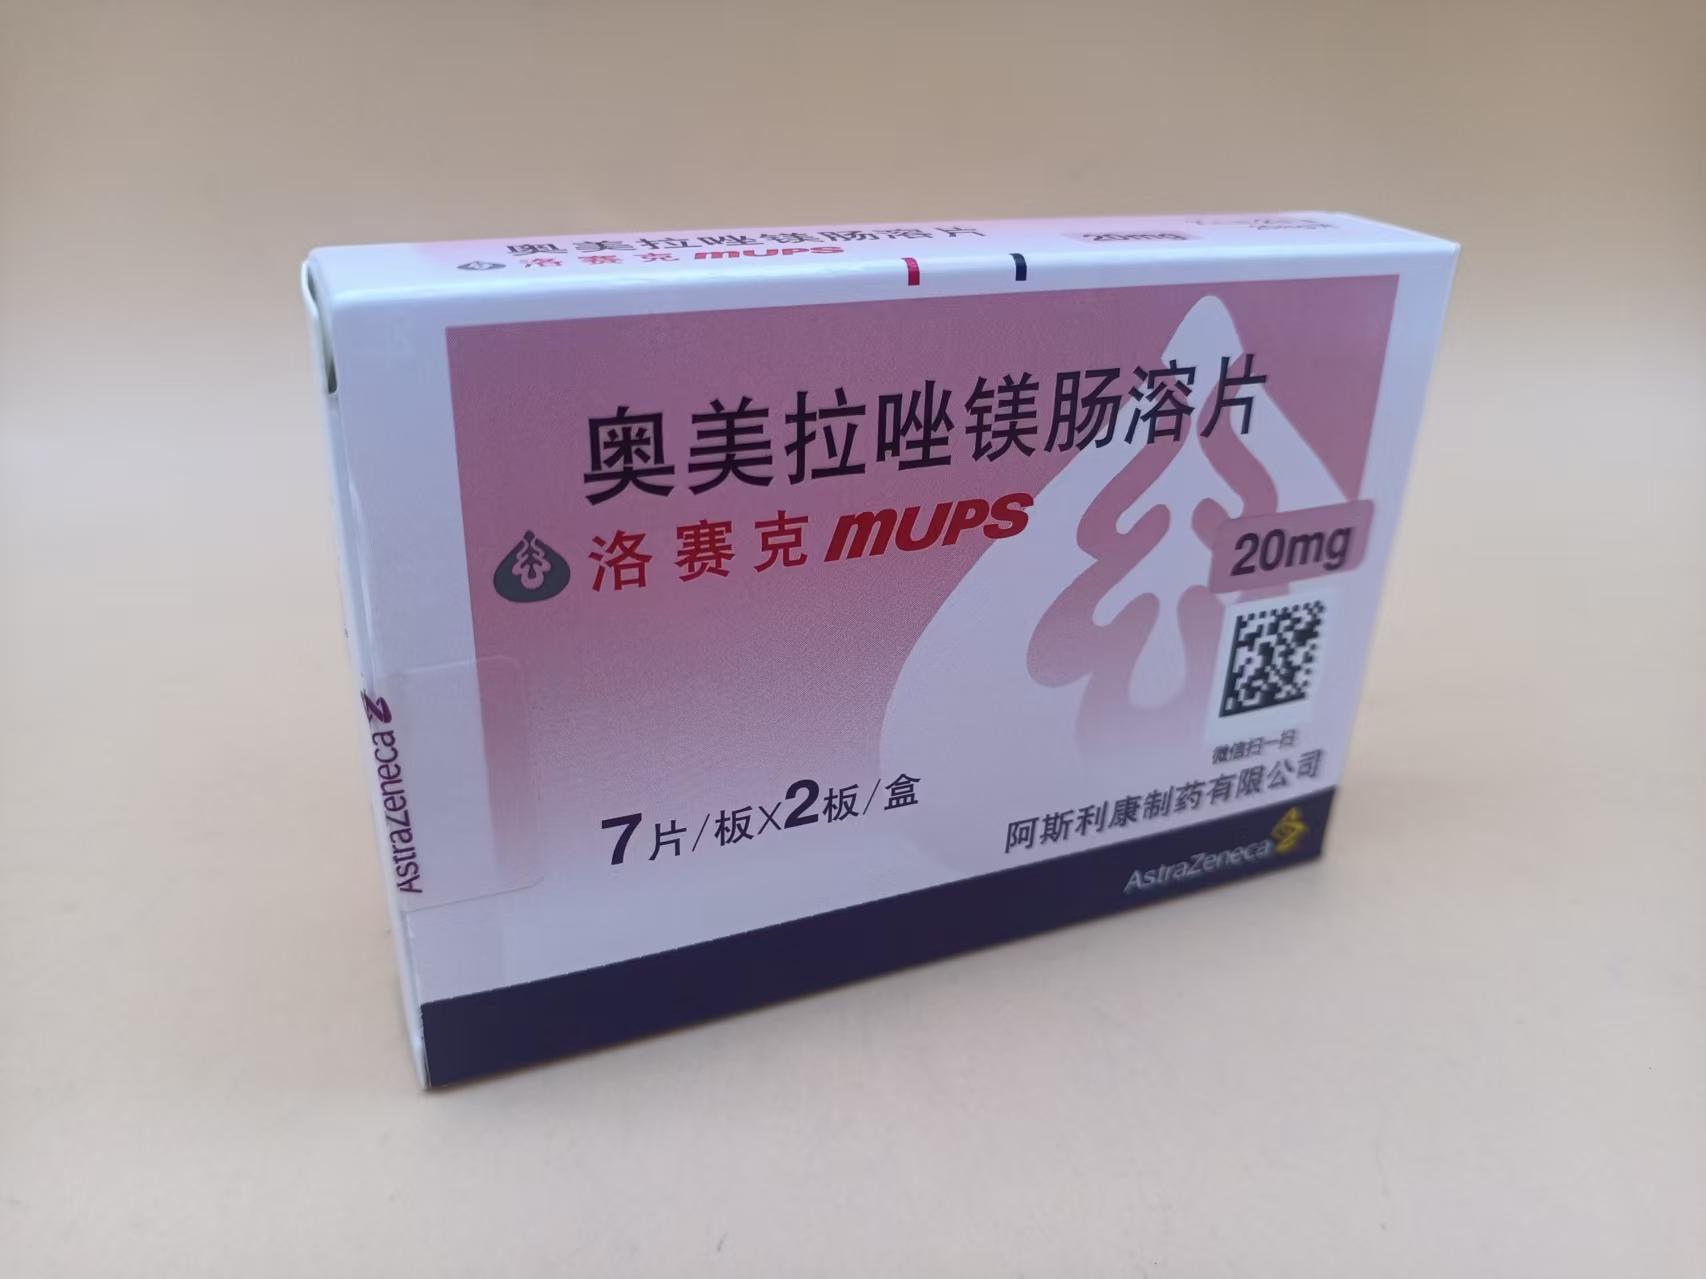 奥美拉唑镁肠溶片
20mg
洛赛克 MUPS
奥美拉唑镁肠溶片
洛赛克 MUPS
20mg
微信扫一扫
7片/板×2板/盒
阿斯利康制药有限公司
AstraZeneca
AstraZeneca